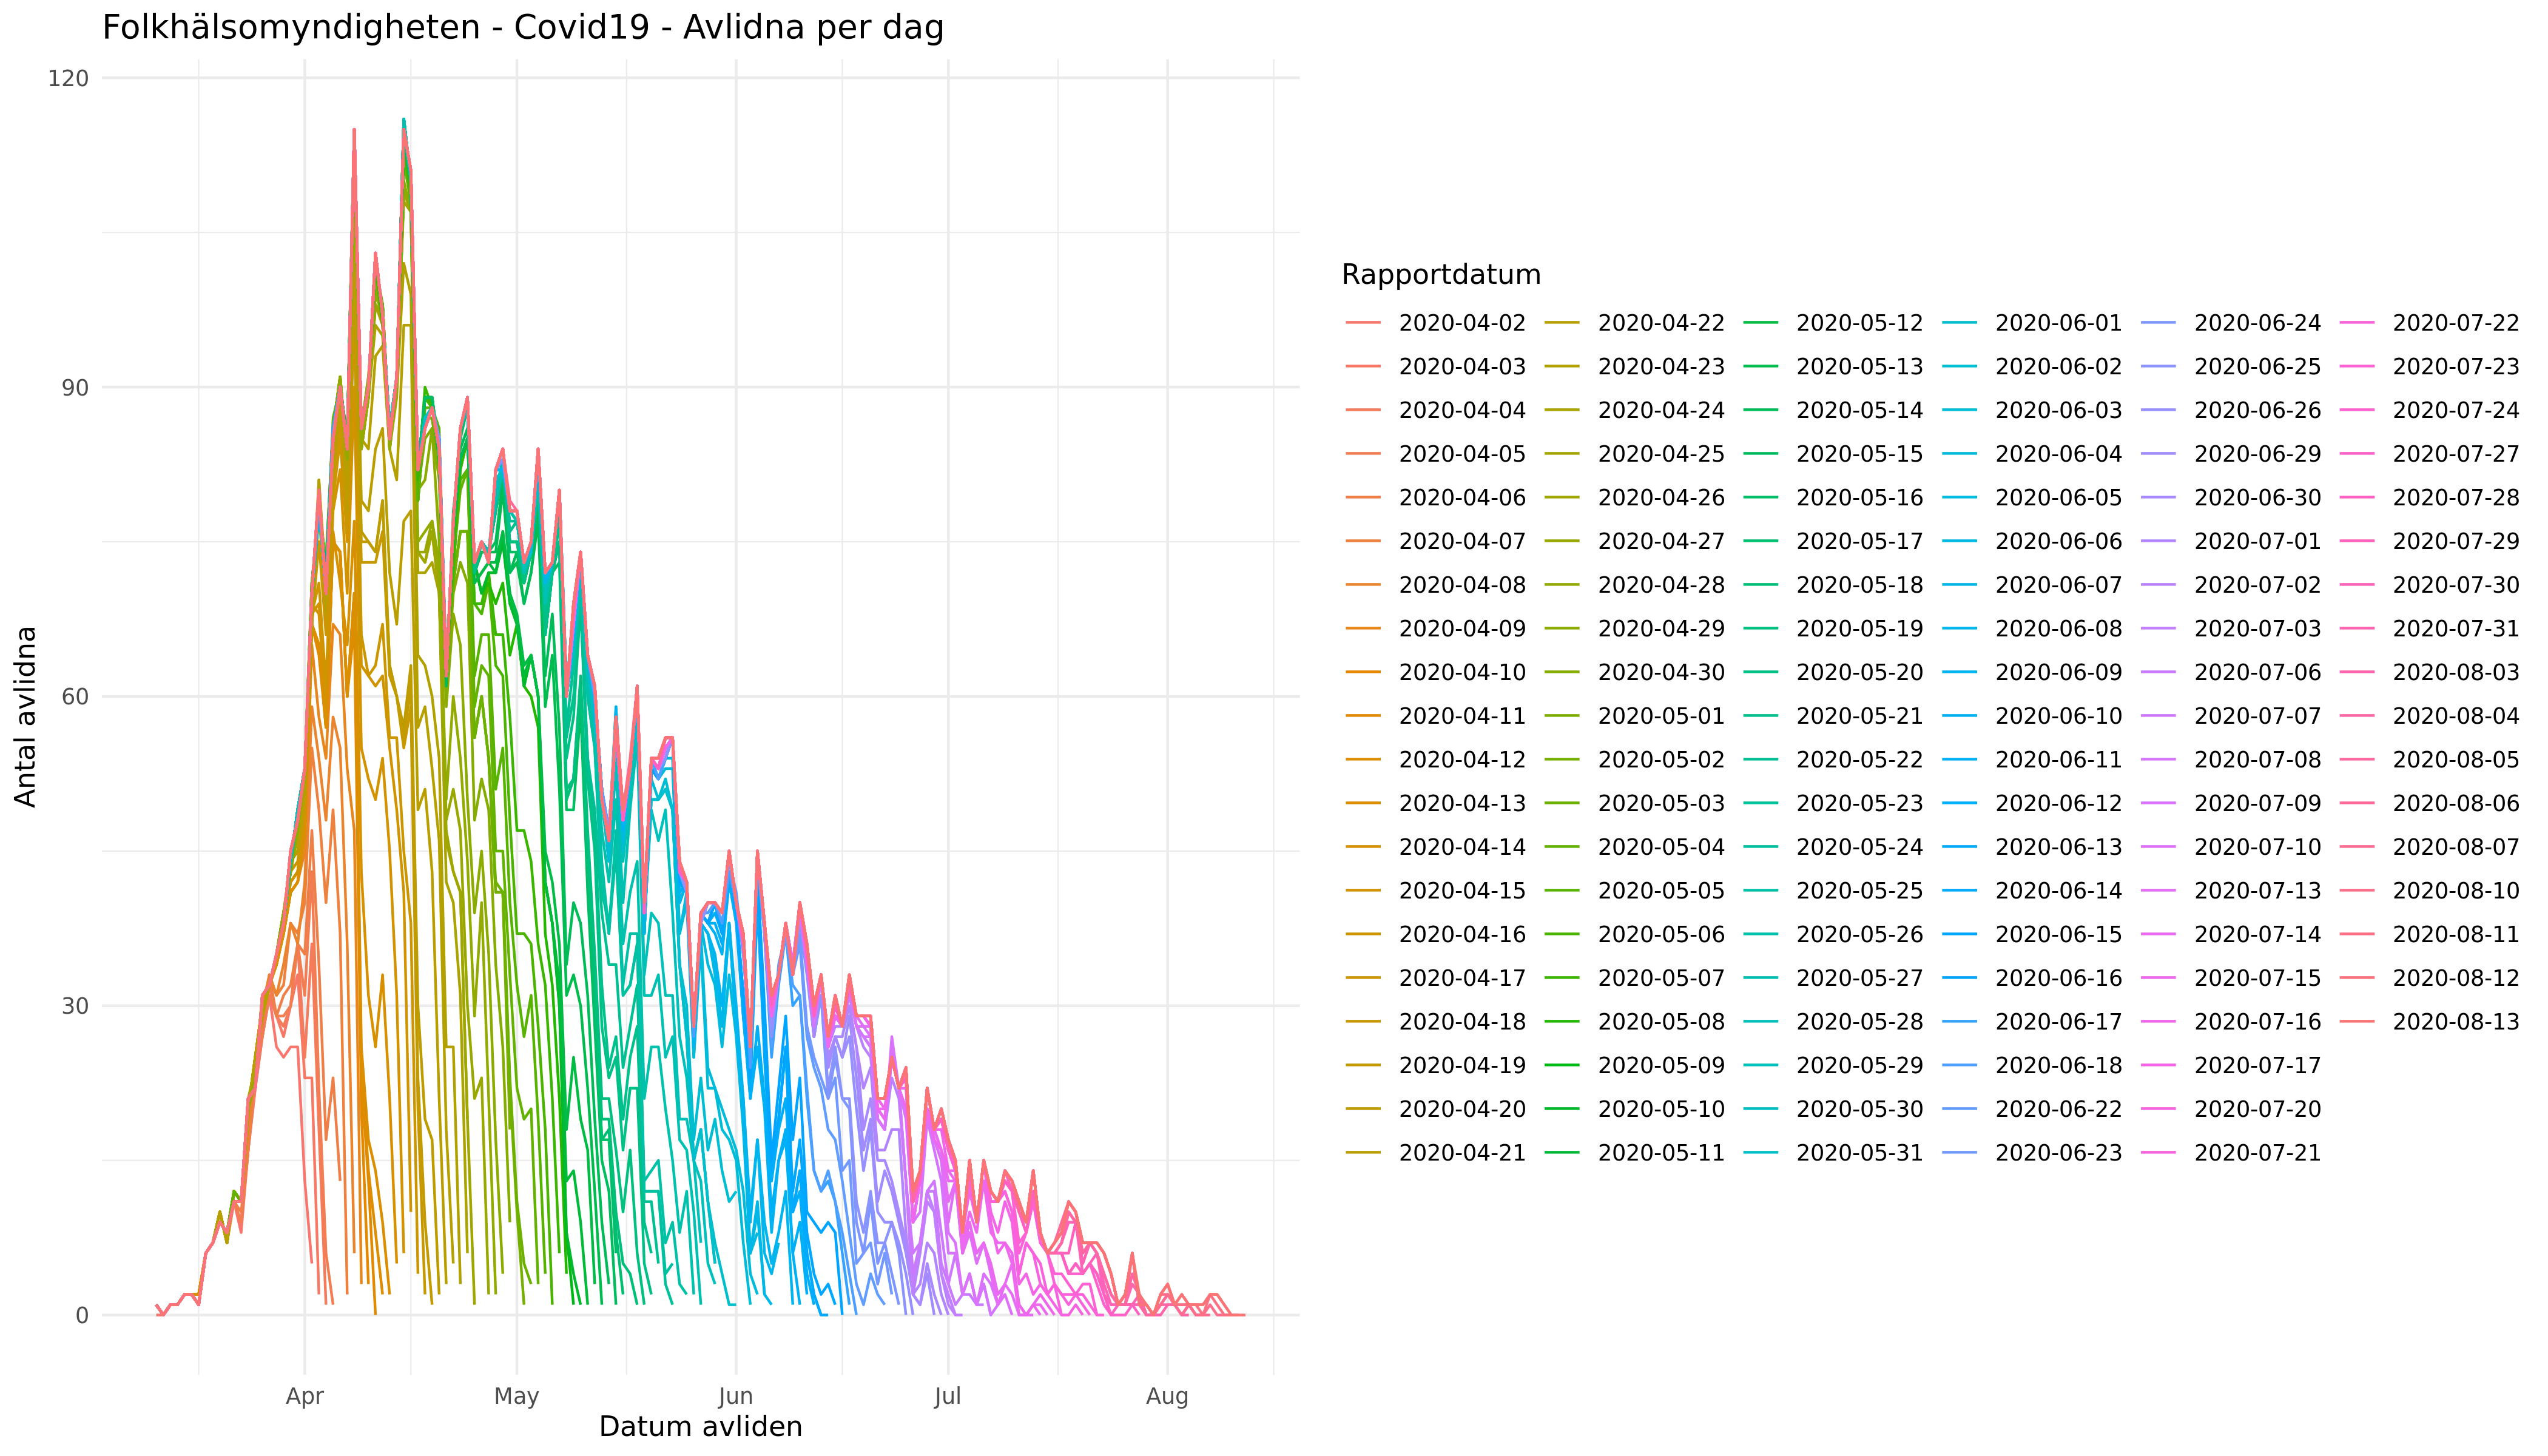 Folkhälsomyndigheten - Covid19 - Avlidna per dag
120
90
60
30
0
Antal avlidna
Apr May Jun Jul Aug
Datum avliden
Rapportdatum
2020-04-02 2020-04-22 2020-05-12 2020-06-01 2020-06-24 2020-07-22
2020-04-03 2020-04-23 2020-05-13 2020-06-02 2020-06-25 2020-07-23
2020-04-04 2020-04-24 2020-05-14 2020-06-03 2020-06-26 2020-07-24
2020-04-05 2020-04-25 2020-05-15 2020-06-04 2020-06-29 2020-07-27
2020-04-06 2020-04-26 2020-05-16 2020-06-05 2020-06-30 2020-07-28
2020-04-07 2020-04-27 2020-05-17 2020-06-06 2020-07-01 2020-07-29
2020-04-08 2020-04-28 2020-05-18 2020-06-07 2020-07-02 2020-07-30
2020-04-09 2020-04-29 2020-05-19 2020-06-08 2020-07-03 2020-07-31
2020-04-10 2020-04-30 2020-05-20 2020-06-09 2020-07-06 2020-08-03
2020-04-11 2020-05-01 2020-05-21 2020-06-10 2020-07-07 2020-08-04
2020-04-12 2020-05-02 2020-05-22 2020-06-11 2020-07-08 2020-08-05
2020-04-13 2020-05-03 2020-05-23 2020-06-12 2020-07-09 2020-08-06
2020-04-14 2020-05-04 2020-05-24 2020-06-13 2020-07-10 2020-08-07
2020-04-15 2020-05-05 2020-05-25 2020-06-14 2020-07-13 2020-08-10
2020-04-16 2020-05-06 2020-05-26 2020-06-15 2020-07-14 2020-08-11
2020-04-17 2020-05-07 2020-05-27 2020-06-16 2020-07-15 2020-08-12
2020-04-18 2020-05-08 2020-05-28 2020-06-17 2020-07-16 2020-08-13
2020-04-19 2020-05-09 2020-05-29 2020-06-18 2020-07-17
2020-04-20 2020-05-10 2020-05-30 2020-06-22 2020-07-20
2020-04-21 2020-05-11 2020-05-31 2020-06-23 2020-07-21